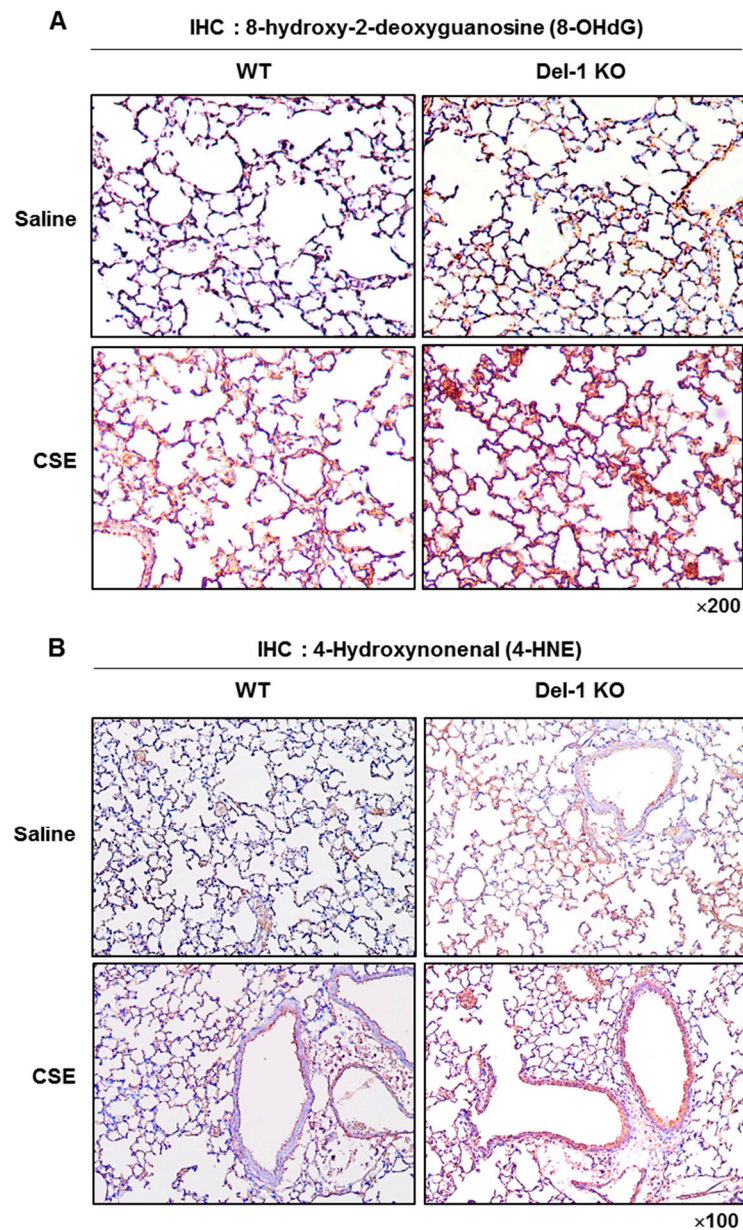 A
IHC : 8-hydroxy-2-deoxyguanosine (8-OHdG)
WT Del-1 KO
Saline
CSE
×200
B
IHC : 4-Hydroxynonenal (4-HNE)
WT Del-1 KO
Saline
CSE
×100